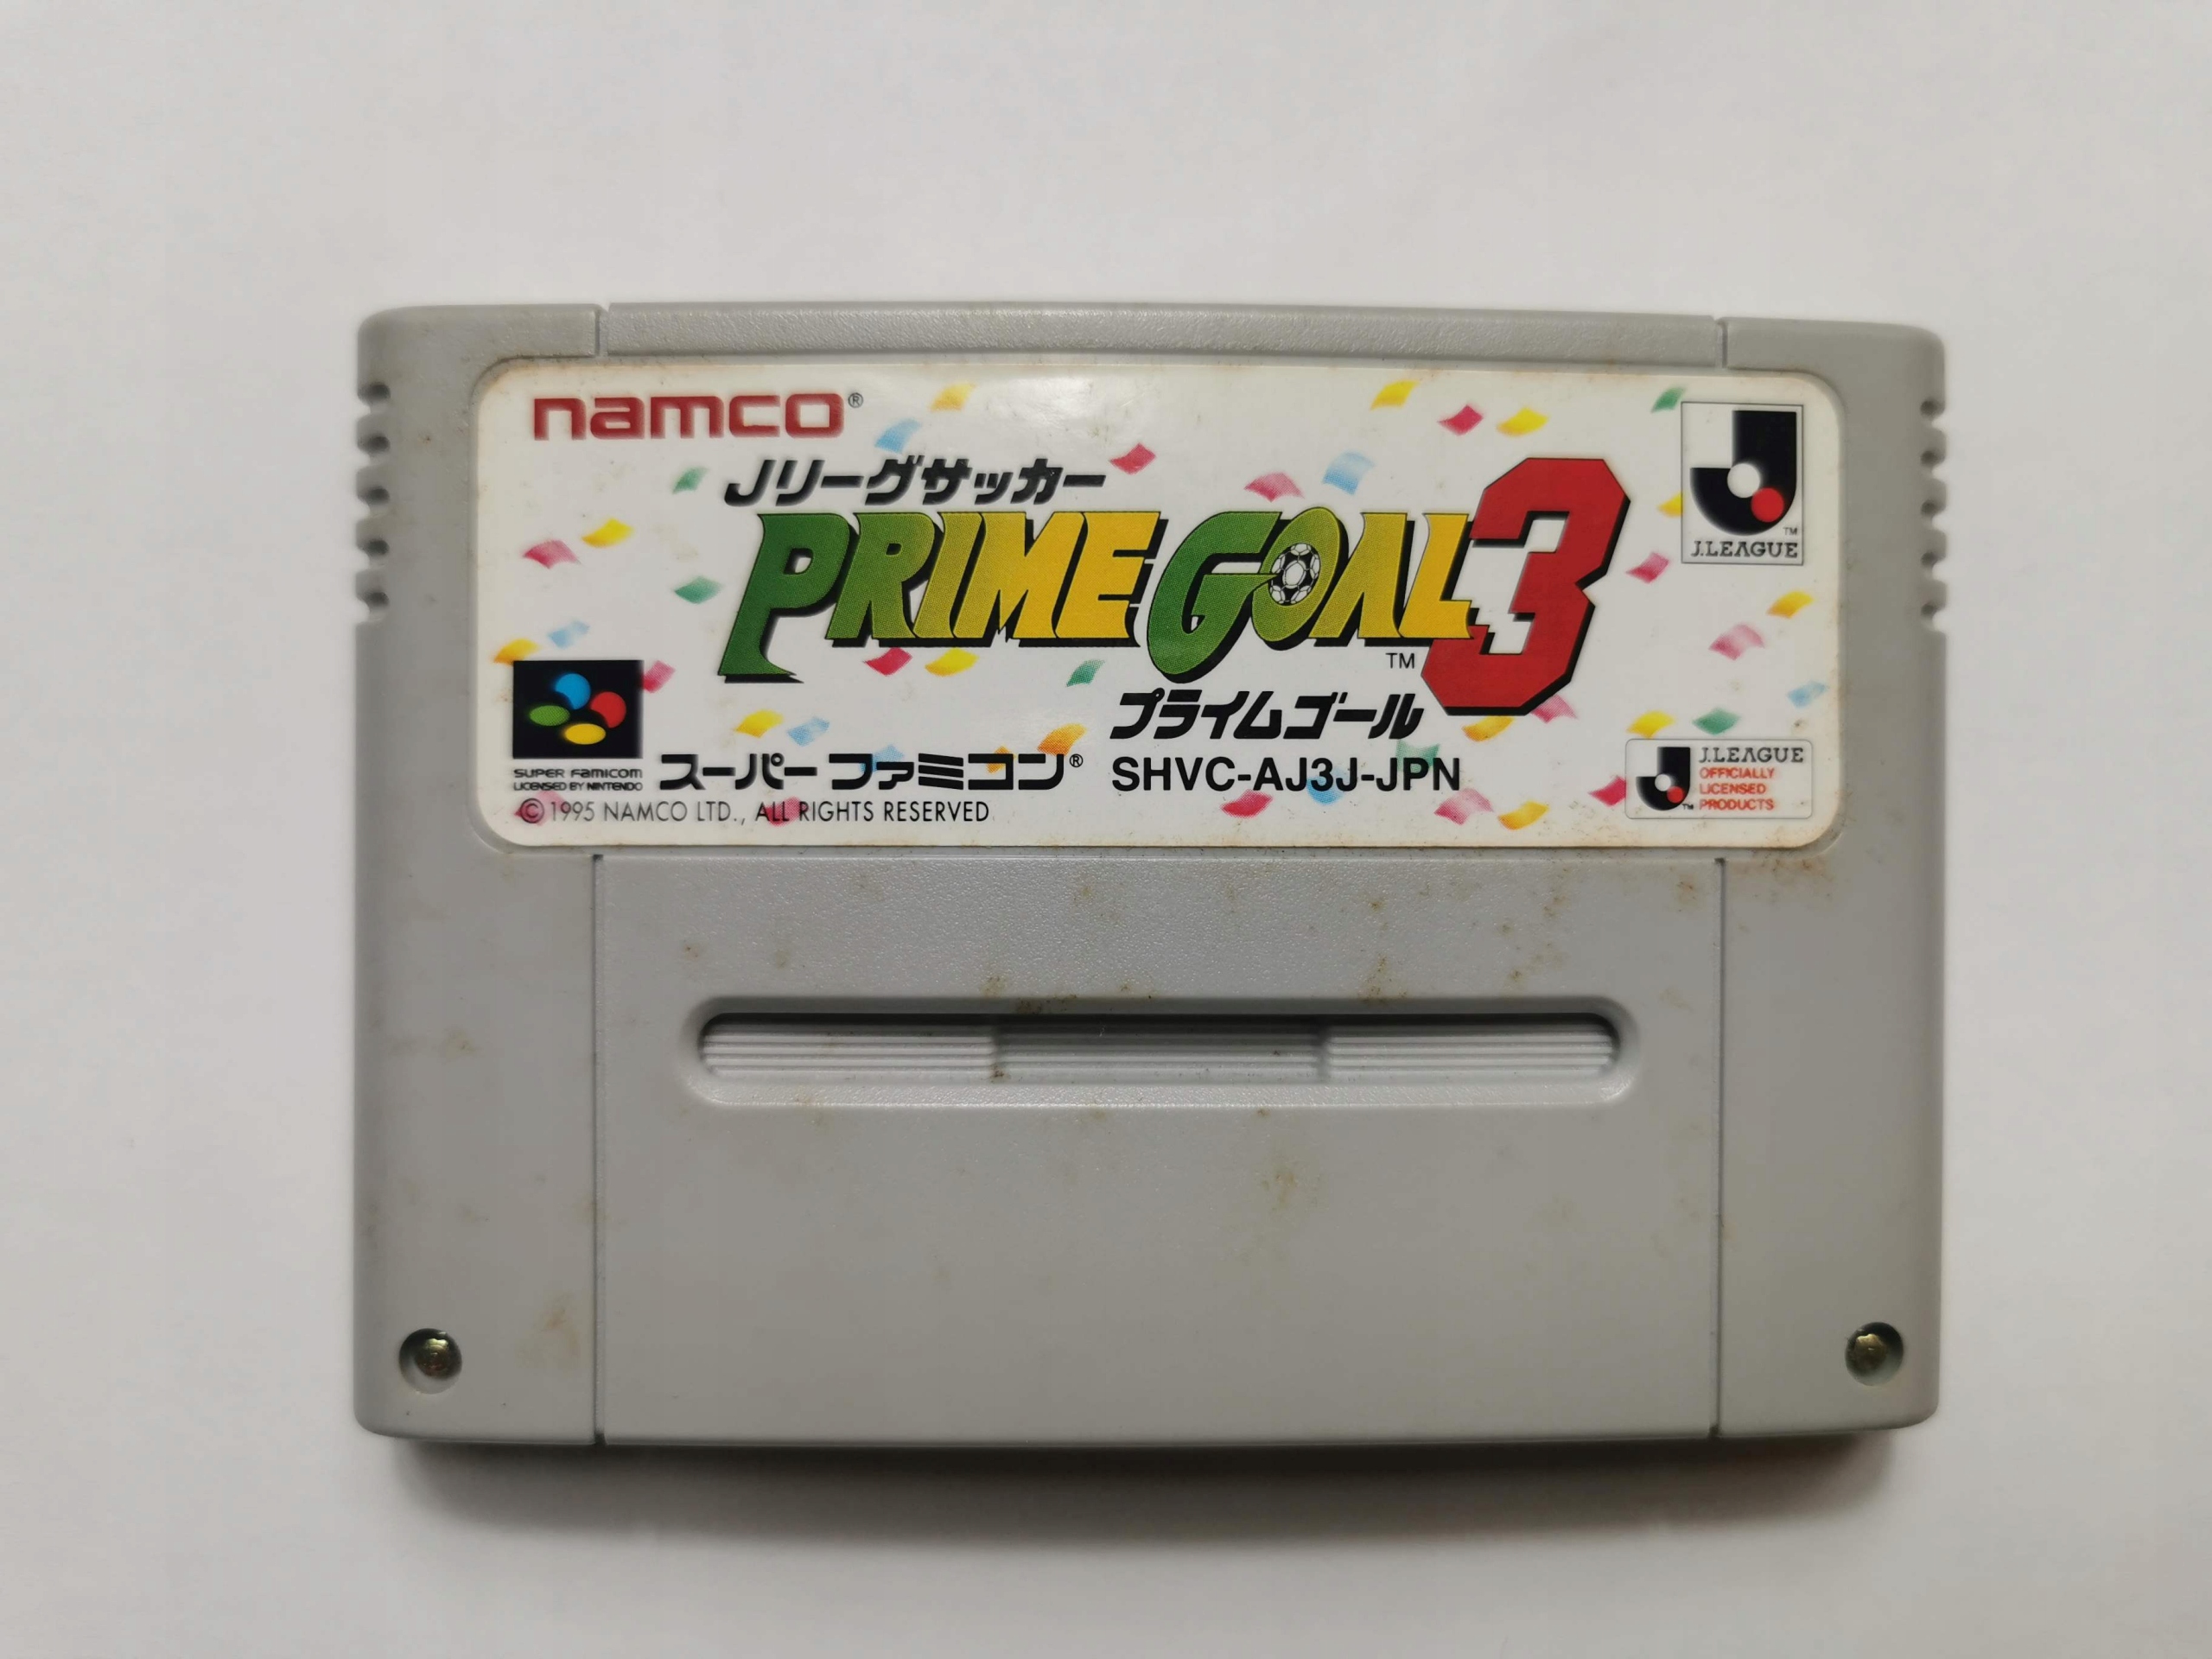 namco®
Jリーグサッカー
PRIME GOAL 3
TM
プライムゴール
TM
J.LEAGUE
SUPER FAMICOM
LICENSED BY NINTENDO
スーパーファミコン® SHVC-AJ3J-JPN
©1995 NAMCO LTD., ALL RIGHTS RESERVED
J.LEAGUE
OFFICIALLY
LICENSED
TM PRODUCTS